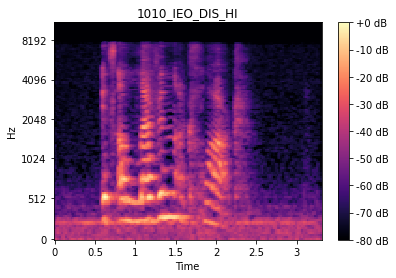 1010_IEO_DIS_HI
+0 dB
8192
-10 dB
4096
-20 dB
-30 dB
Hz
2048
-40 dB
1024
-50 dB
512
-60 dB
-70 dB
0
-80 dB
0 0.5 1 1.5 2 2.5 3
Time